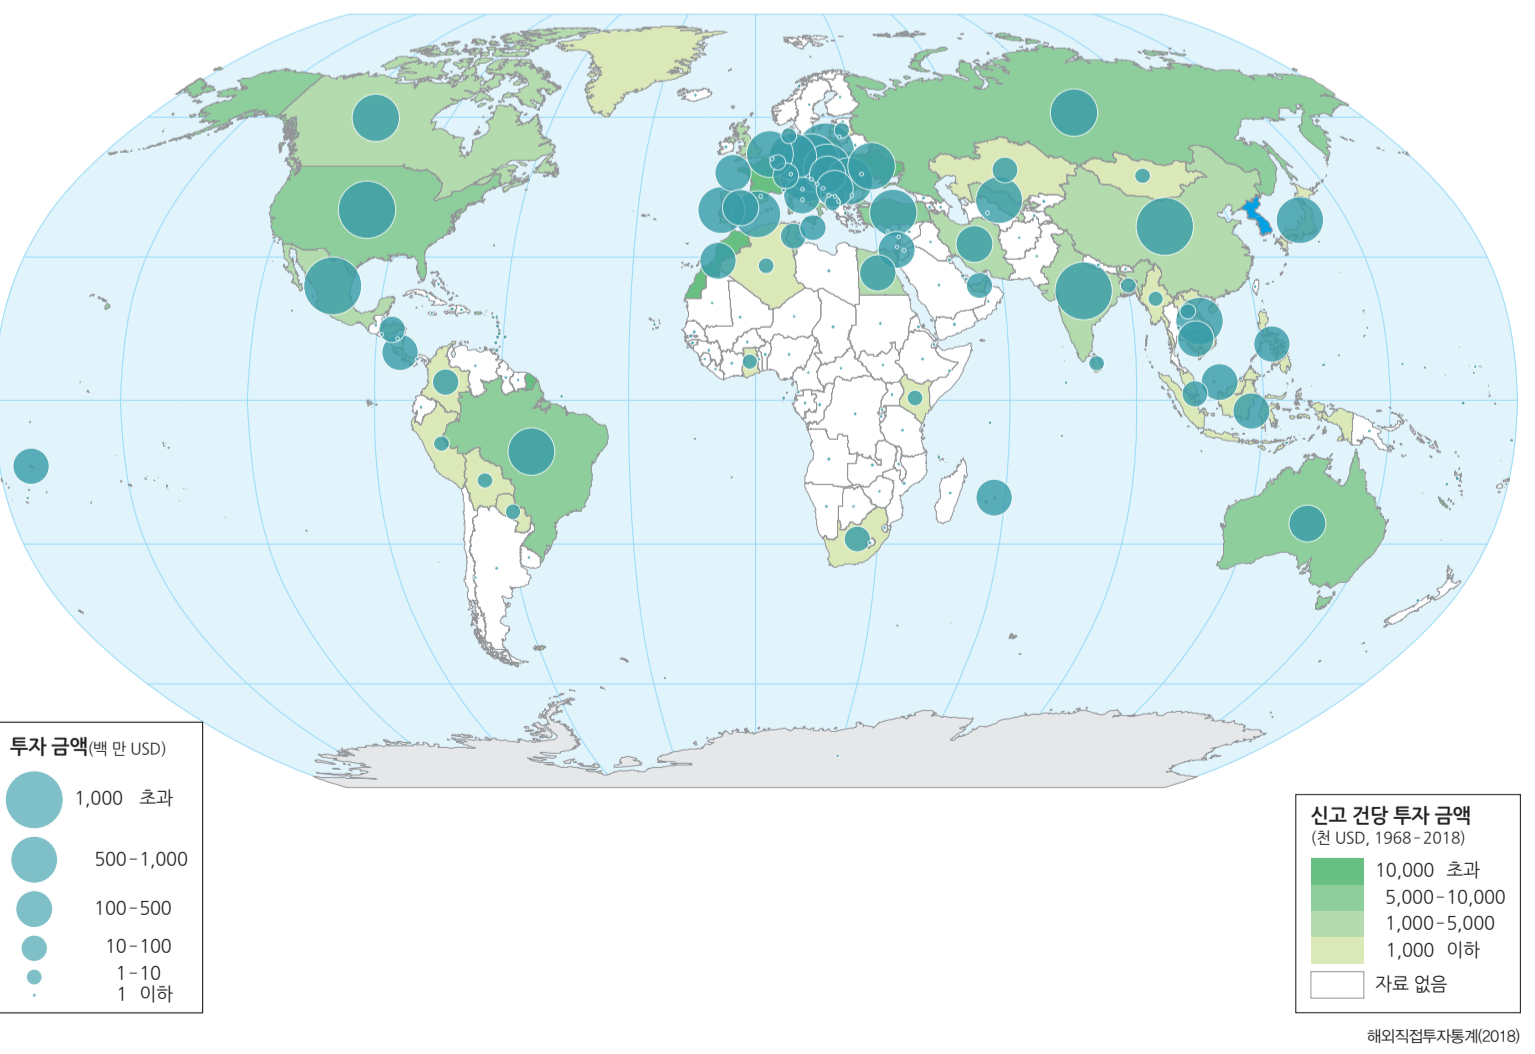 투자 금액(백 만 USD)
1,000 초과
500-1,000
100-500
10-100
1-10
1 이하
신고 건당 투자 금액
(천 USD, 1968-2018)
10,000 초과
5,000-10,000
1,000-5,000
1,000 이하
자료 없음
해외직접투자통계(2018)